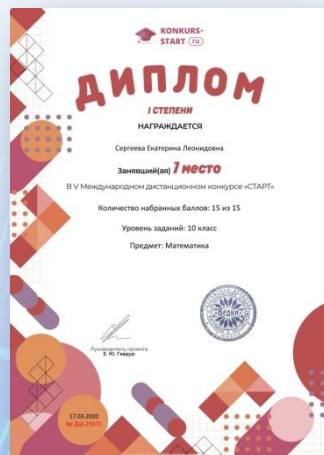 KONKURS-
START ru
ДИПЛОМ
I СТЕПЕНИ
НАГРАЖДАЕТСЯ
Сергеева Екатерина Леонидовна
Занявший(ая) 1 место
В V Международном дистанционном конкурсе «СТАРТ»
Количество набранных баллов: 15 из 15
Уровень заданий: 10 класс
Предмет: Математика
Ведки
Руководитель проекта
17.03.2020